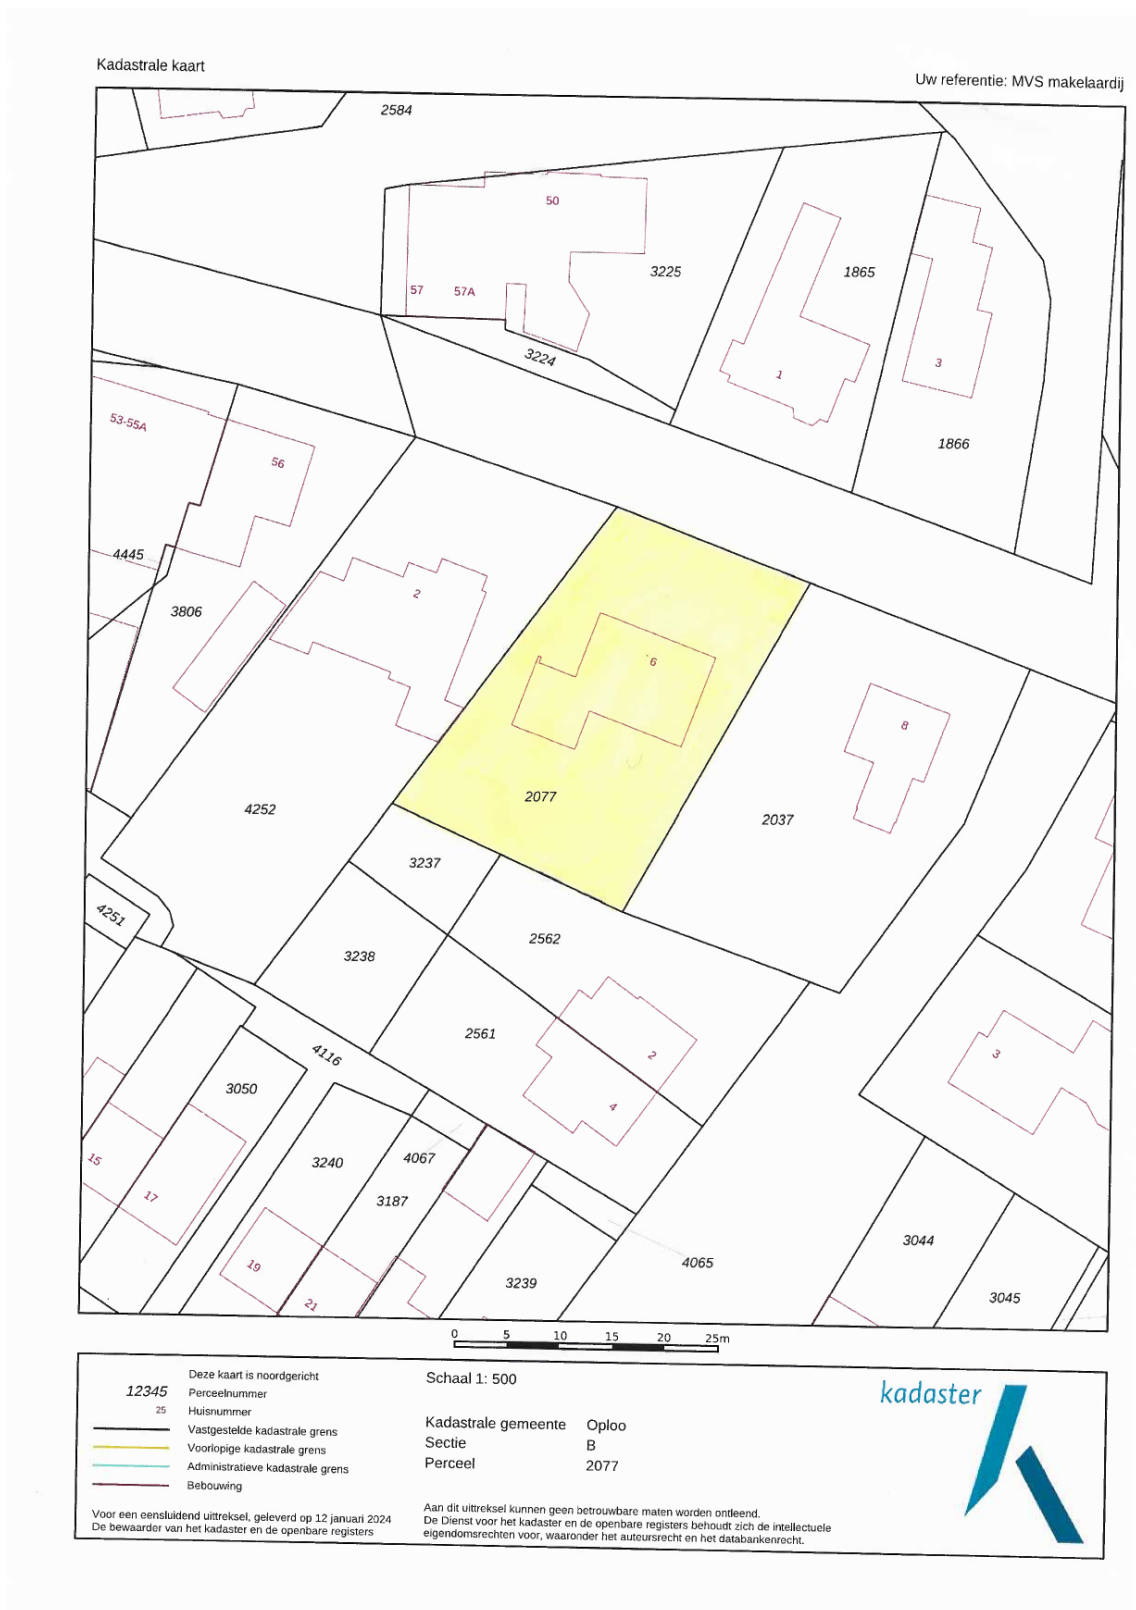 Kadastrale kaart
Uw referentie: MVS makelaardij
2584
50
3225
1865
57
57A
3224
1
3
1866
53-55A
56
4445
3806
2
6
8
4252
2077
2037
3237
4251
3238
2562
2561
4116
2
3
3050
4
15
3240
4067
17
3187
3044
19
4065
3239
21
3045
0 5 10 15 20 25m
Deze kaart is noordgericht
12345 Perceelnummer
25 Huisnummer
Vastgestelde kadastrale grens
Voorlopige kadastrale grens
Administratieve kadastrale grens
Bebouwing
Voor een eensluidend uittreksel, geleverd op 12 januari 2024
De bewaarder van het kadaster en de openbare registers
Schaal 1: 500
Kadastrale gemeente Oploo
Sectie B
Perceel 2077
Aan dit uittreksel kunnen geen betrouwbare maten worden ontleend.
De Dienst voor het kadaster en de openbare registers behoudt zich de intellectuele
eigendomsrechten voor, waaronder het auteursrecht en het databankenrecht.
kadaster